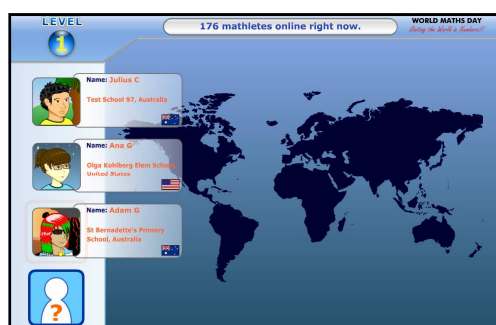 LEVEL
1
176 mathletes online right now.
WORLD MATHS DAY
Uniting the World in Numbers!!
Name: Julius C
Test School 97, Australia
Name: Ana G
Olga Kohlberg Elem School
United States
Name: Adam G
St Bernadette's Primary
School, Australia
?